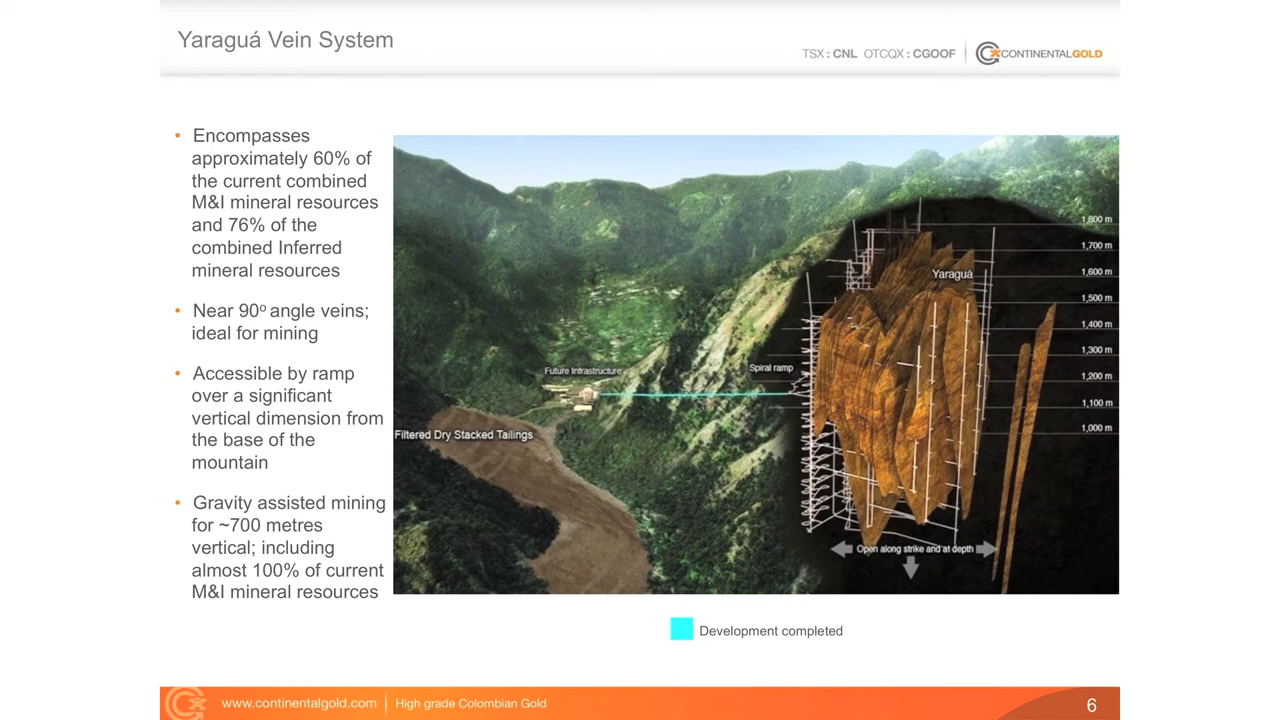 Yaraguá Vein System
TSX : CNL OTCQX : CGOOF
CONTINENTALGOLD
• Encompasses
approximately 60% of
the current combined
M&I mineral resources
and 76% of the
combined Inferred
mineral resources
• Near 90º angle veins;
ideal for mining
• Accessible by ramp
over a significant
vertical dimension from
the base of the
mountain
• Gravity assisted mining
for ~700 metres
vertical; including
almost 100% of current
M&I mineral resources
1,800 m
1,700 m
Yaraguá
1,600 m
1,500 m
1,400 m
1,300 m
Spiral ramp
Future Infrastructure
1,200 m
1,100 m
1,000 m
Filtered Dry Stacked Tailings
Open along strike and at depth
Development completed
www.continentalgold.com
High grade Colombian Gold
6